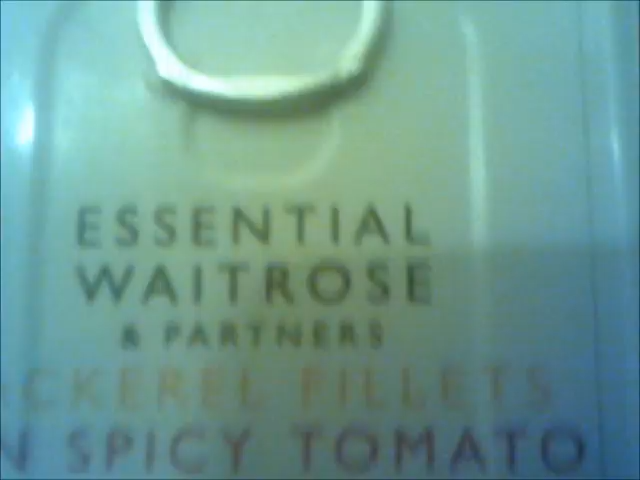 ESSENTIAL
WAITROSE
& PARTNERS
CKEREL FILLETS
N SPICY TOMATO